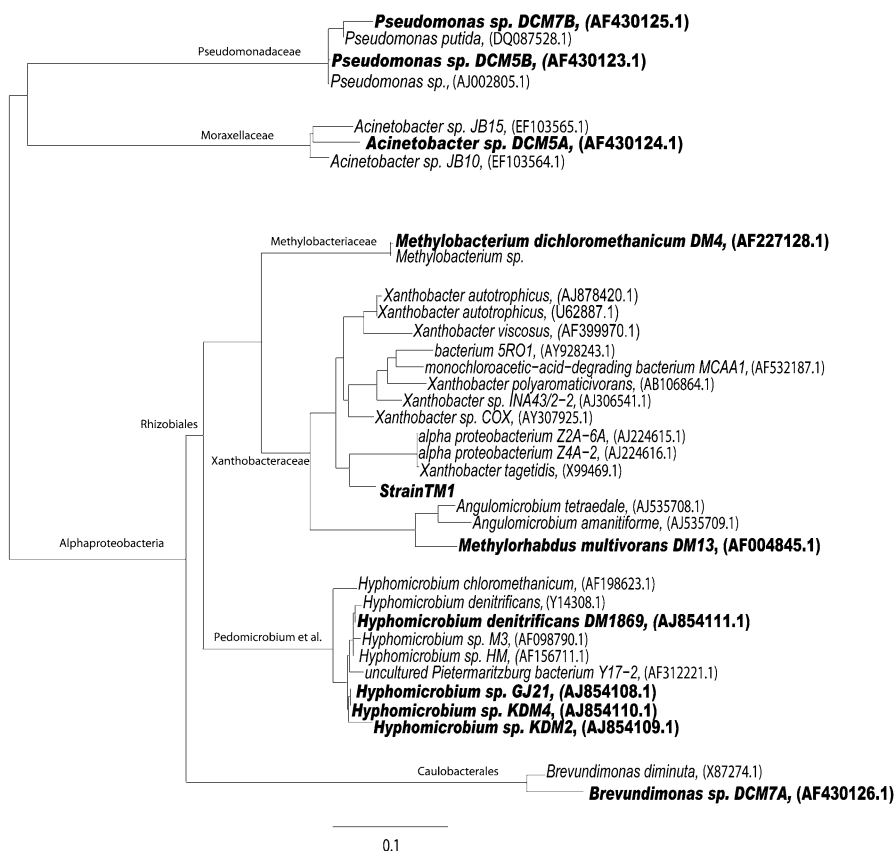 Pseudomonas sp. DCM7B, (AF430125.1)
Pseudomonas putida, (DQ087528.1)
Pseudomonadaceae
Pseudomonas sp. DCM5B, (AF430123.1)
Pseudomonas sp., (AJ002805.1)
Acinetobacter sp. JB15, (EF103565.1)
Moraxellaceae
Acinetobacter sp. DCM5A, (AF430124.1)
Acinetobacter sp. JB10, (EF103564.1)
Methylobacteriaceae
Methylobacterium dichloromethanicum DM4, (AF227128.1)
Methylobacterium sp.
Xanthobacter autotrophicus, (AJ878420.1)
Xanthobacter autotrophicus, (U62887.1)
Xanthobacter viscosus, (AF399970.1)
bacterium 5RO1, (AY928243.1)
monochloroacetic−acid−degrading bacterium MCAA1, (AF532187.1)
Xanthobacter polyaromaticivorans, (AB106864.1)
Xanthobacter sp. INA43/2−2, (AJ306541.1)
Xanthobacter sp. COX, (AY307925.1)
Rhizobiales
alpha proteobacterium Z2A−6A, (AJ224615.1)
alpha proteobacterium Z4A−2, (AJ224616.1)
Xanthobacteraceae
Xanthobacter tagetidis, (X99469.1)
StrainTM1
Angulomicrobium tetraedale, (AJ535708.1)
Angulomicrobium amanitiforme, (AJ535709.1)
Alphaproteobacteria
Methylorhabdus multivorans DM13, (AF004845.1)
Hyphomicrobium chloromethanicum, (AF198623.1)
Hyphomicrobium denitrificans, (Y14308.1)
Hyphomicrobium denitrificans DM1869, (AJ854111.1)
Pedomicrobium et al.
Hyphomicrobium sp. M3, (AF098790.1)
Hyphomicrobium sp. HM, (AF156711.1)
uncultured Pietermaritzburg bacterium Y17−2, (AF312221.1)
Hyphomicrobium sp. GJ21, (AJ854108.1)
Hyphomicrobium sp. KDM4, (AJ854110.1)
Hyphomicrobium sp. KDM2, (AJ854109.1)
Caulobacterales
Brevundimonas diminuta, (X87274.1)
Brevundimonas sp. DCM7A, (AF430126.1)
0.1